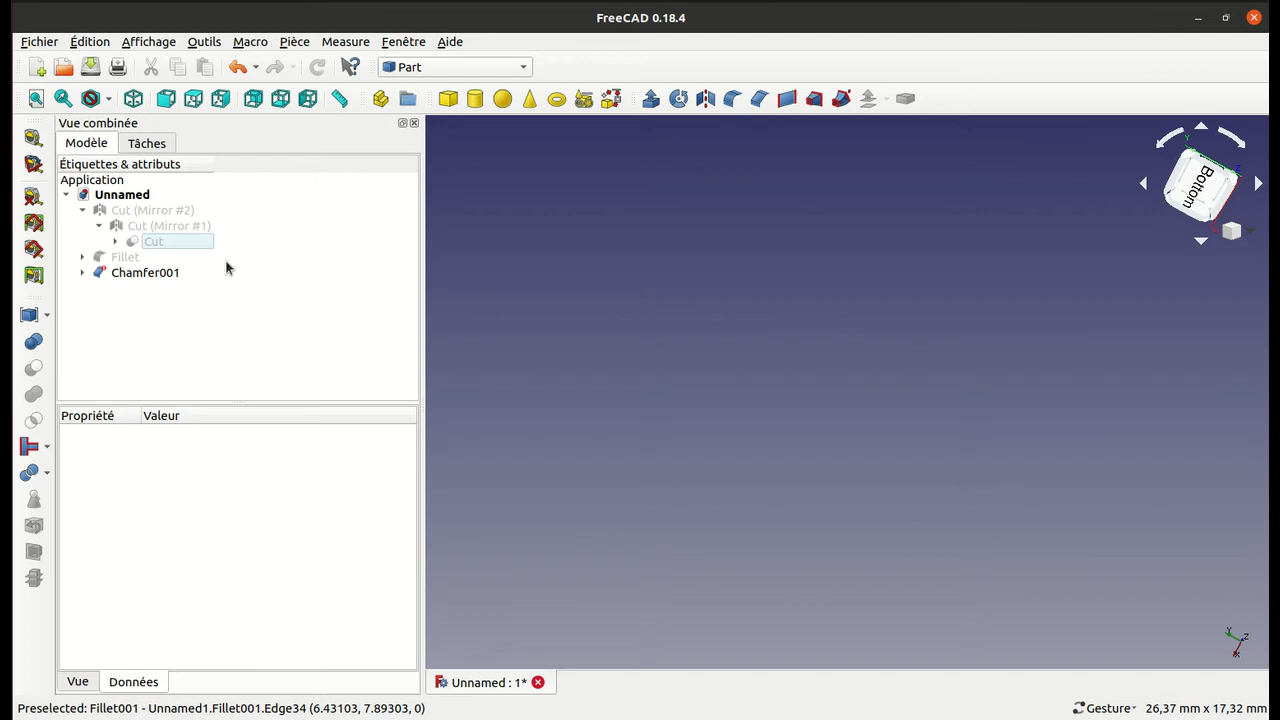 FreeCAD 0.18.4
Fichier Édition Affichage Outils Macro Pièce Measure Fenêtre Aide
Part
Vue combinée
Modèle Tâches
Étiquettes & attributs
Application
Unnamed
Cut (Mirror #2)
Cut (Mirror #1)
Cut
Fillet
Chamfer001
Propriété Valeur
Vue Données
Bottom
Y
Z
Y
Z
X
Unnamed : 1*
Preselected: Fillet001 - Unnamed1.Fillet001.Edge34 (6.43103, 7.89303, 0)
Gesture
26,37 mm x 17,32 mm